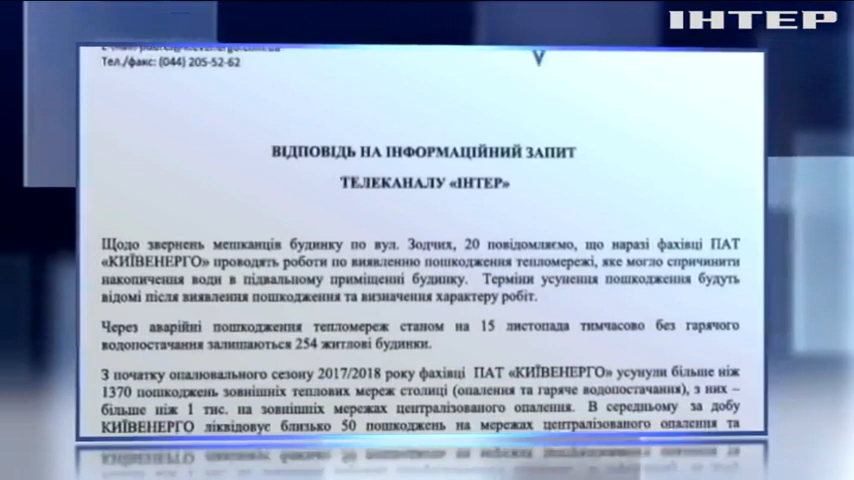 ІНТЕР
Тел./факс: (044) 205-52-62
ВІДПОВІДЬ НА ІНФОРМАЦІЙНИЙ ЗАПИТ
ТЕЛЕКАНАЛУ «ІНТЕР»
Щодо звернень мешканців будинку по вул. Зодчих, 20 повідомляємо, що наразі фахівці ПАТ
«КИЇВЕНЕРГО» проводять роботи по виявленню пошкодження тепломережі, яке могло спричинити
накопичення води в підвальному приміщенні будинку. Терміни усунення пошкодження будуть
відомі після виявлення пошкодження та визначення характеру робіт.
Через аварійні пошкодження тепломереж станом на 15 листопада тимчасово без гарячого
водопостачання залишаються 254 житлові будинки.
З початку опалювального сезону 2017/2018 року фахівці ПАТ «КИЇВЕНЕРГО» усунули більше ніж
1370 пошкоджень зовнішніх теплових мереж столиці (опалення та гаряче водопостачання), з них –
більше ніж 1 тис. на зовнішніх мережах централізованого опалення. В середньому за добу
КИЇВЕНЕРГО ліквідовує близько 50 пошкоджень на мережах централізованого опалення та